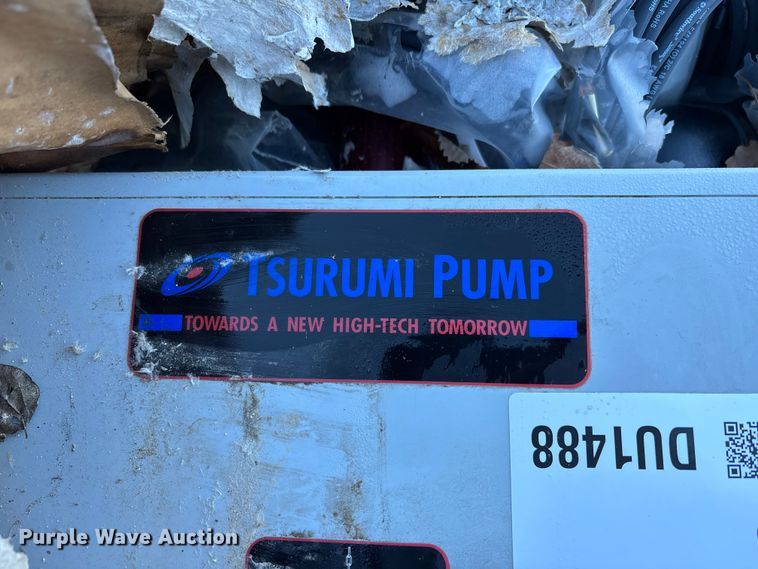 TSURUMI PUMP
TOWARDS A NEW HIGH-TECH TOMORROW
DU1488
Purple Wave Auction